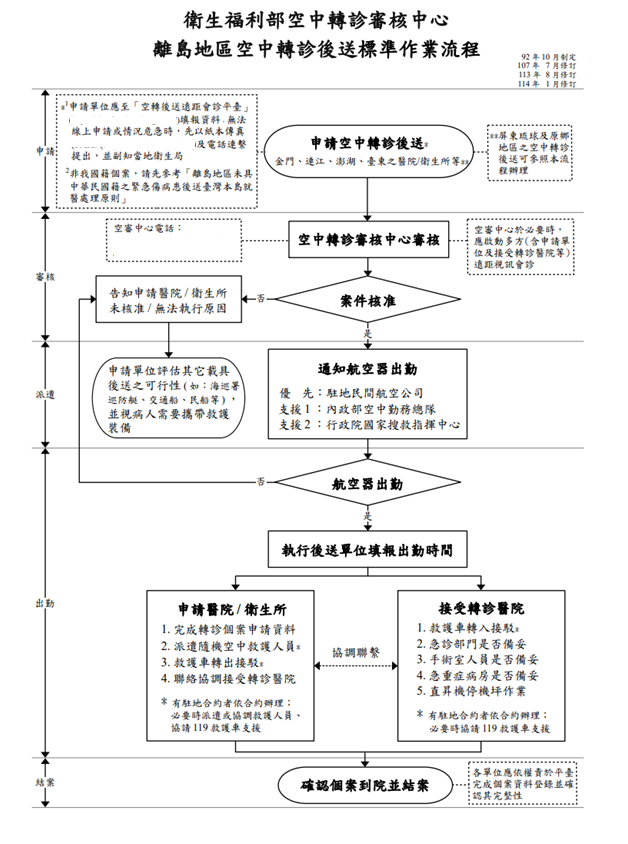 衛生福利部空中轉診審核中心
離島地區空中轉診後送標準作業流程
92 年 10 月制定
107 年 7 月修訂
113 年 8 月修訂
114 年 1 月修訂
申請
※1申請單位應至「空轉後送遠距會診平臺」
填報資料. 無法
線上申請或情況危急時，先以紙本傳真
及電話連繫
提出，並副知當地衛生局
2非我國籍個案，請先參考「離島地區未具
中華民國籍之緊急傷病患後送臺灣本島就
醫處理原則」
申請空中轉診後送※
金門、連江、澎湖、臺東之醫院/衛生所等※※
※※屏東琉球及原鄉
地區之空中轉診後
送可參照本流
程辦理
審核
空審中心電話：
空中轉診審核中心審核
空審中心於必要時，
應啟動多方(含申請單
位及接受轉診醫院等)
遠距視訊會診
告知申請醫院 / 衛生所
未核准 / 無法執行原因
否
案件核准
是
派遣
申請單位評估其它載具
後送之可行性 (如：海巡署
巡防艇、交通船、民船等)，
並視病人需要攜帶救護
裝備
通知航空器出勤
優　先：駐地民間航空公司
支援 1：內政部空中勤務總隊
支援 2：行政院國家搜救指揮中心
否
航空器出勤
是
出勤
執行後送單位填報出勤時間
申請醫院 / 衛生所
1. 完成轉診個案申請資料
2. 派遣隨機空中救護人員※
3. 救護車轉出接駁※
4. 聯絡協調接受轉診醫院
＊ 有駐地合約者依合約辦理；
必要時派遣或協調救護人員、
協請 119 救護車支援
協調聯繫
接受轉診醫院
1. 救護車轉入接駁※
2. 急診部門是否備妥
3. 手術室人員是否備妥
4. 急重症病房是否備妥
5. 直昇機停機坪作業
＊ 有駐地合約者依合約辦理；
必要時協請 119 救護車支援
結案
確認個案到院並結案
各單位應依權責於平臺
完成個案資料登錄並確
認其完整性